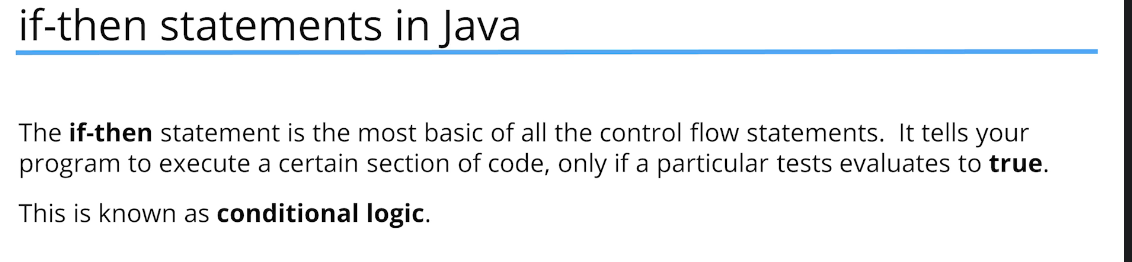 if-then statements in Java
The if-then statement is the most basic of all the control flow statements.  It tells your
program to execute a certain section of code, only if a particular tests evaluates to true.
This is known as conditional logic.